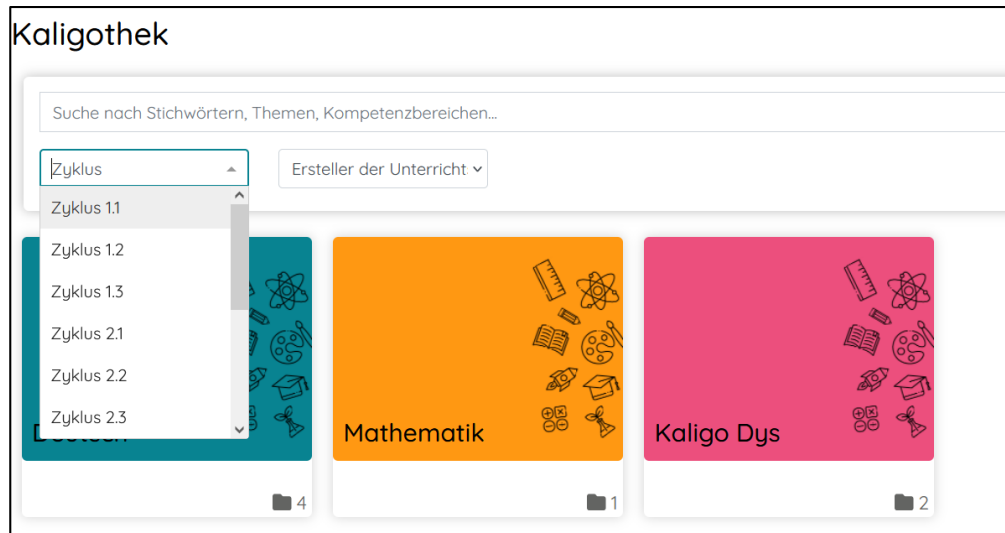 Kaligothek
Suche nach Stichwörtern, Themen, Kompetenzbereichen...
Zyklus
Ersteller der Unterricht
Zyklus 1.1
Zyklus 1.2
Zyklus 1.3
Zyklus 2.1
Zyklus 2.2
Zyklus 2.3
Mathematik
Kaligo Dys
4
1
2